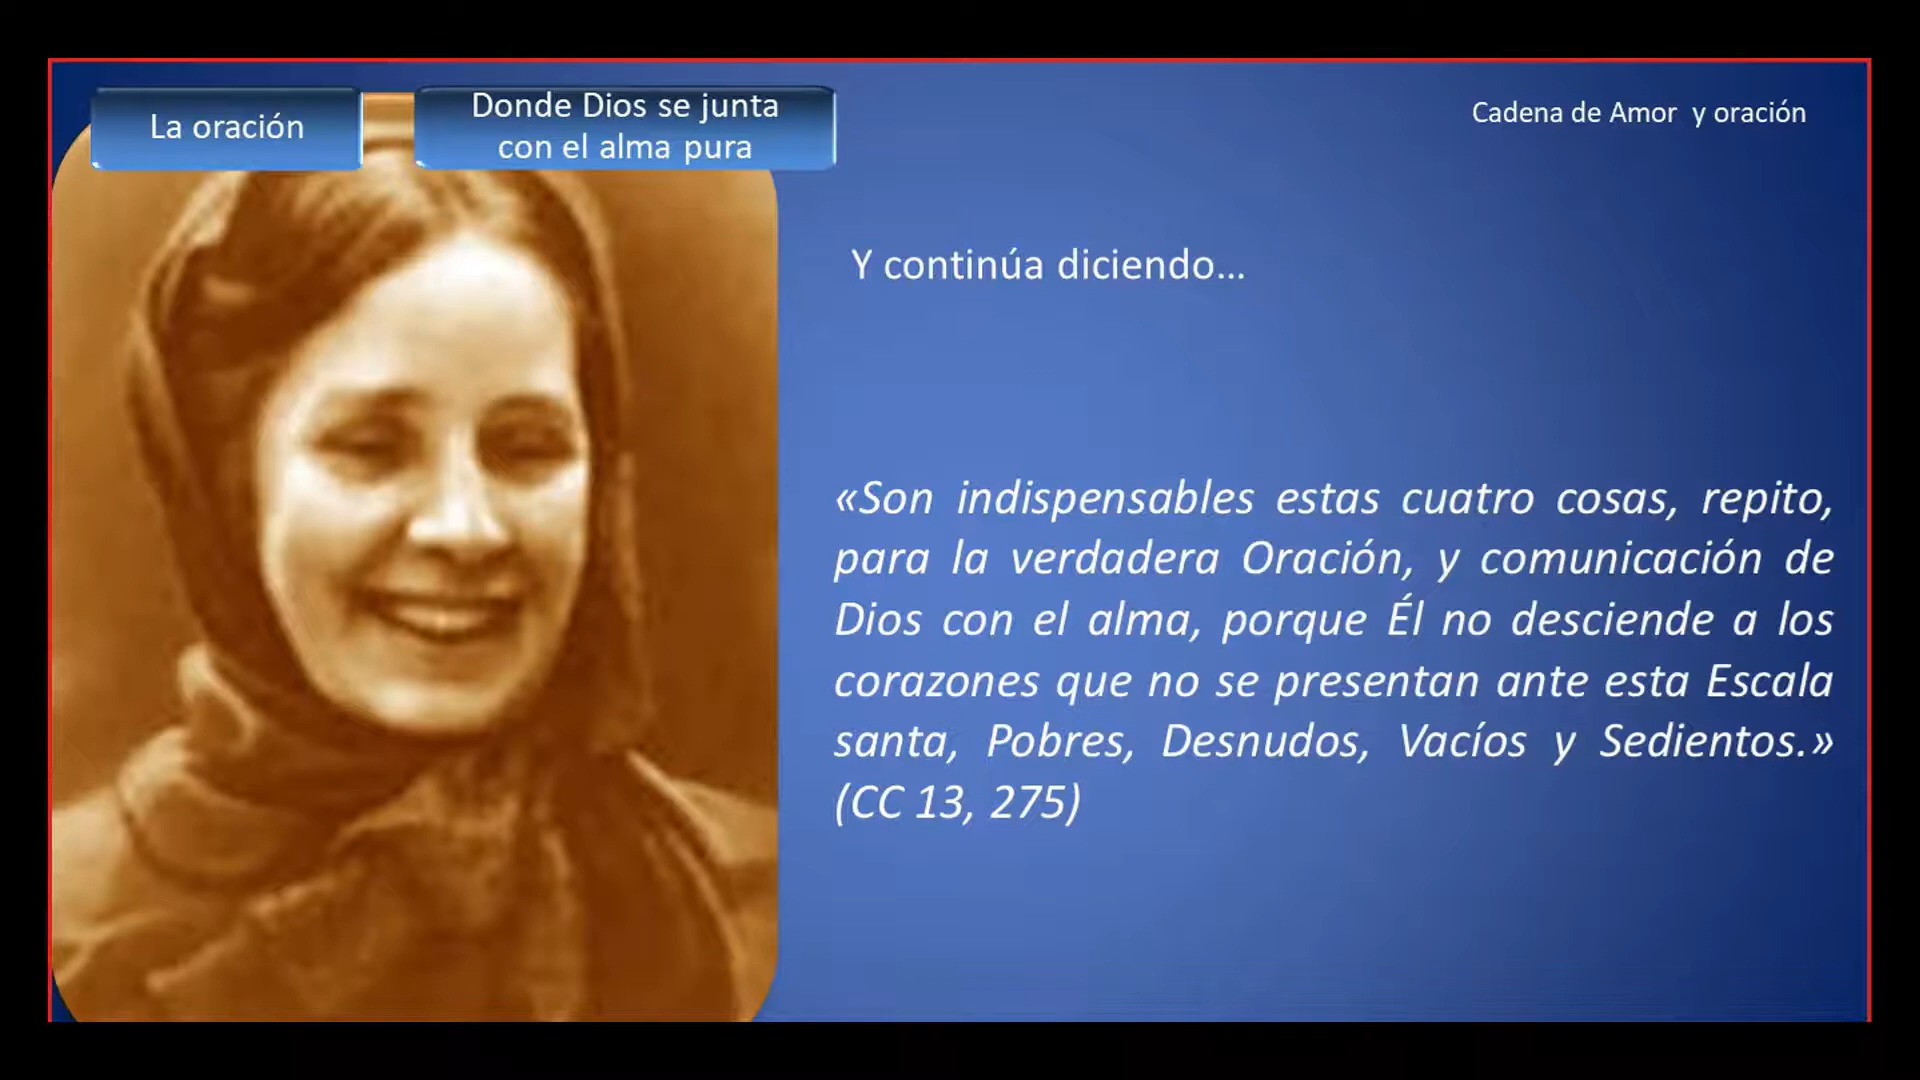 La oración
Donde Dios se junta
con el alma pura
Cadena de Amor y oración
Y continúa diciendo...
«Son indispensables estas cuatro cosas, repito,
para la verdadera Oración, y comunicación de
Dios con el alma, porque Él no desciende a los
corazones que no se presentan ante esta Escala
santa, Pobres, Desnudos, Vacíos y Sedientos.»
(CC 13, 275)